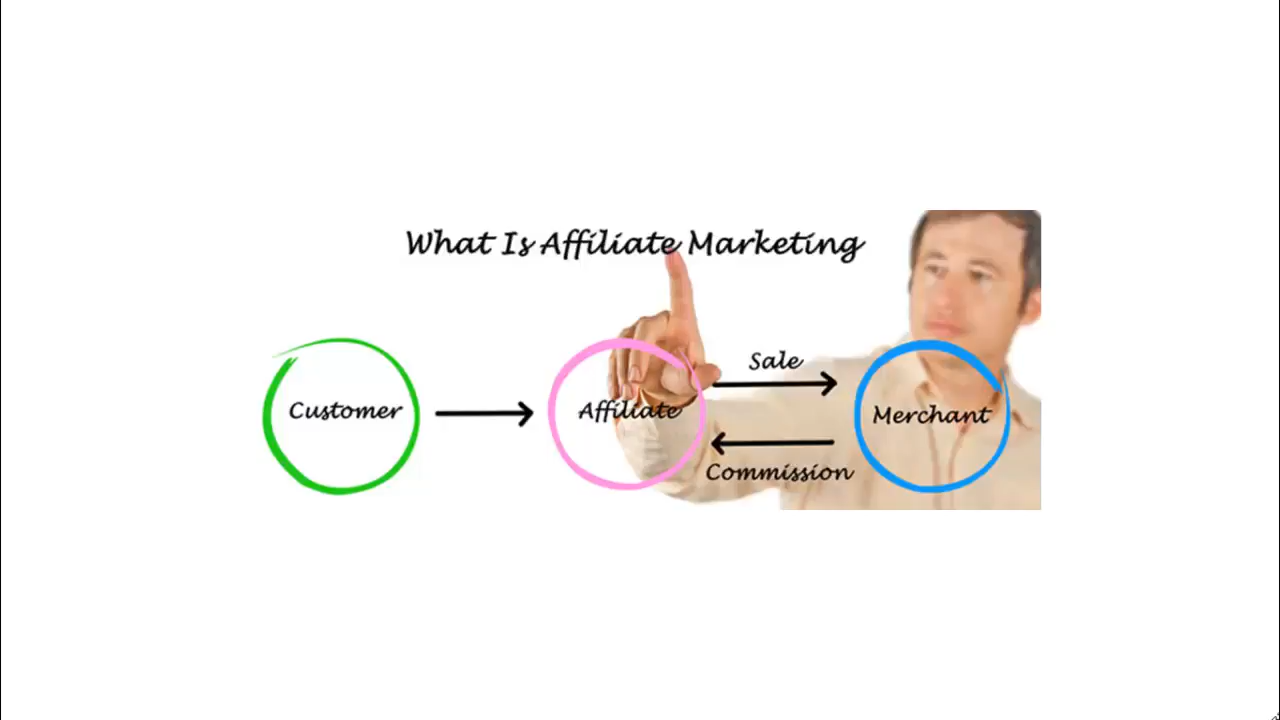 What Is Affiliate Marketing
Sale
Customer
Affiliate
Merchant
Commission